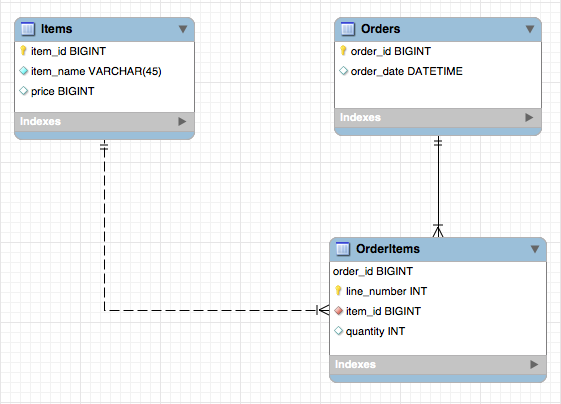 Items
item_id BIGINT
item_name VARCHAR(45)
price BIGINT
Indexes
Orders
order_id BIGINT
order_date DATETIME
Indexes
OrderItems
order_id BIGINT
line_number INT
item_id BIGINT
quantity INT
Indexes